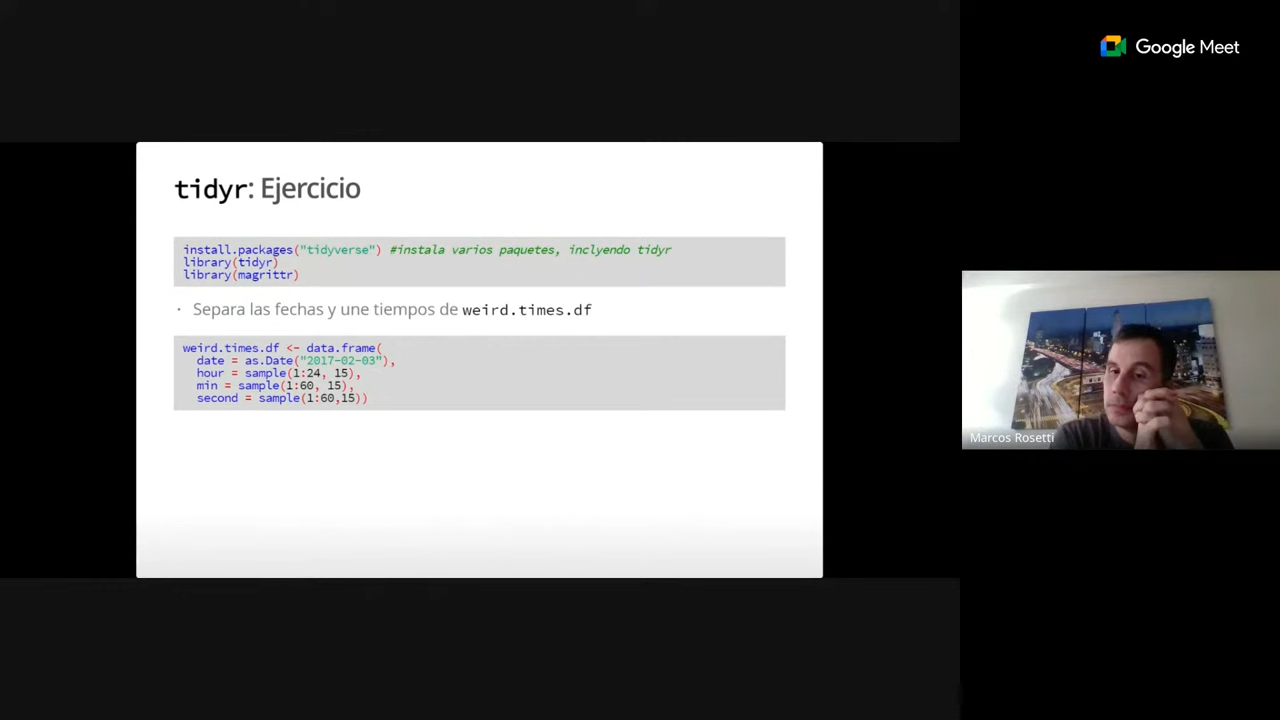 Google Meet
tidyr: Ejercicio
install.packages("tidyverse") #instala varios paquetes, inclyendo tidyr
library(tidyr)
library(magrittr)
· Separa las fechas y une tiempos de weird.times.df
weird.times.df <- data.frame(
date = as.Date("2017-02-03"),
hour = sample(1:24, 15),
min = sample(1:60, 15),
second = sample(1:60,15))
Marcos Rosetti